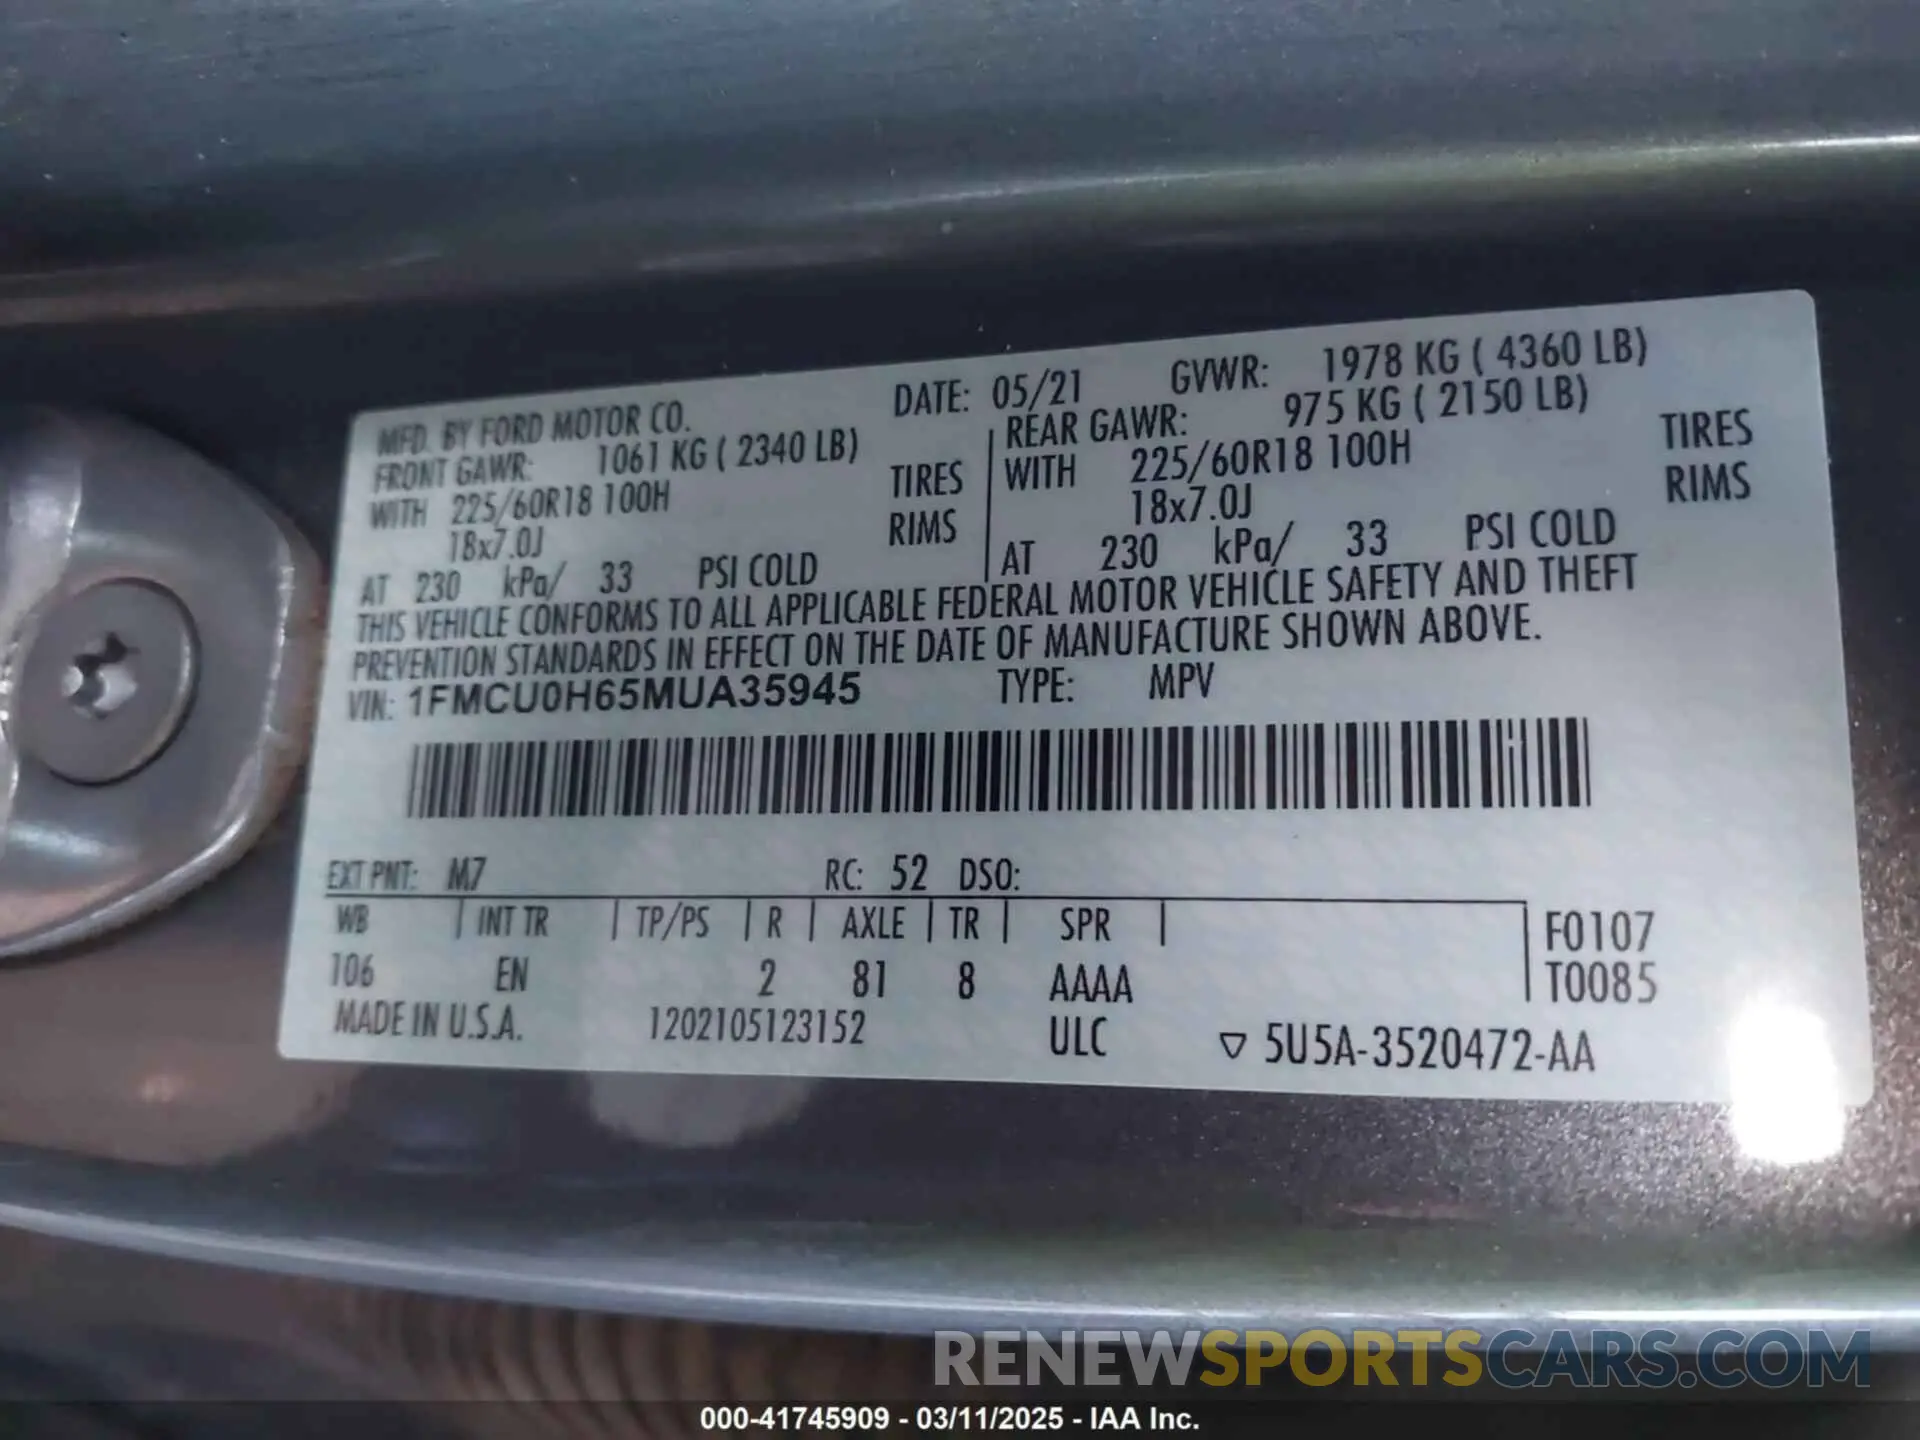 MFD. BY FORD MOTOR CO. DATE: 05/21 GVWR: 1978 KG ( 4360 LB)
FRONT GAWR: 1061 KG ( 2340 LB)
WITH 225/60R18 100H TIRES
18x7.0J RIMS
AT 230 kPa/ 33 PSI COLD
REAR GAWR: 975 KG ( 2150 LB)
WITH 225/60R18 100H TIRES
18x7.0J RIMS
AT 230 kPa/ 33 PSI COLD
THIS VEHICLE CONFORMS TO ALL APPLICABLE FEDERAL MOTOR VEHICLE SAFETY AND THEFT
PREVENTION STANDARDS IN EFFECT ON THE DATE OF MANUFACTURE SHOWN ABOVE.
VIN: 1FMCU0H65MUA35945 TYPE: MPV
EXT PNT: M7 RC: 52 DSO:
WB INT TR TP/PS R AXLE TR SPR F0107
106 EN 2 81 8 AAAA T0085
MADE IN U.S.A. 1202105123152 ULC ▽ 5U5A-3520472-AA
RENEWSPORTSCARS.COM
000-41745909 - 03/11/2025 - IAA Inc.